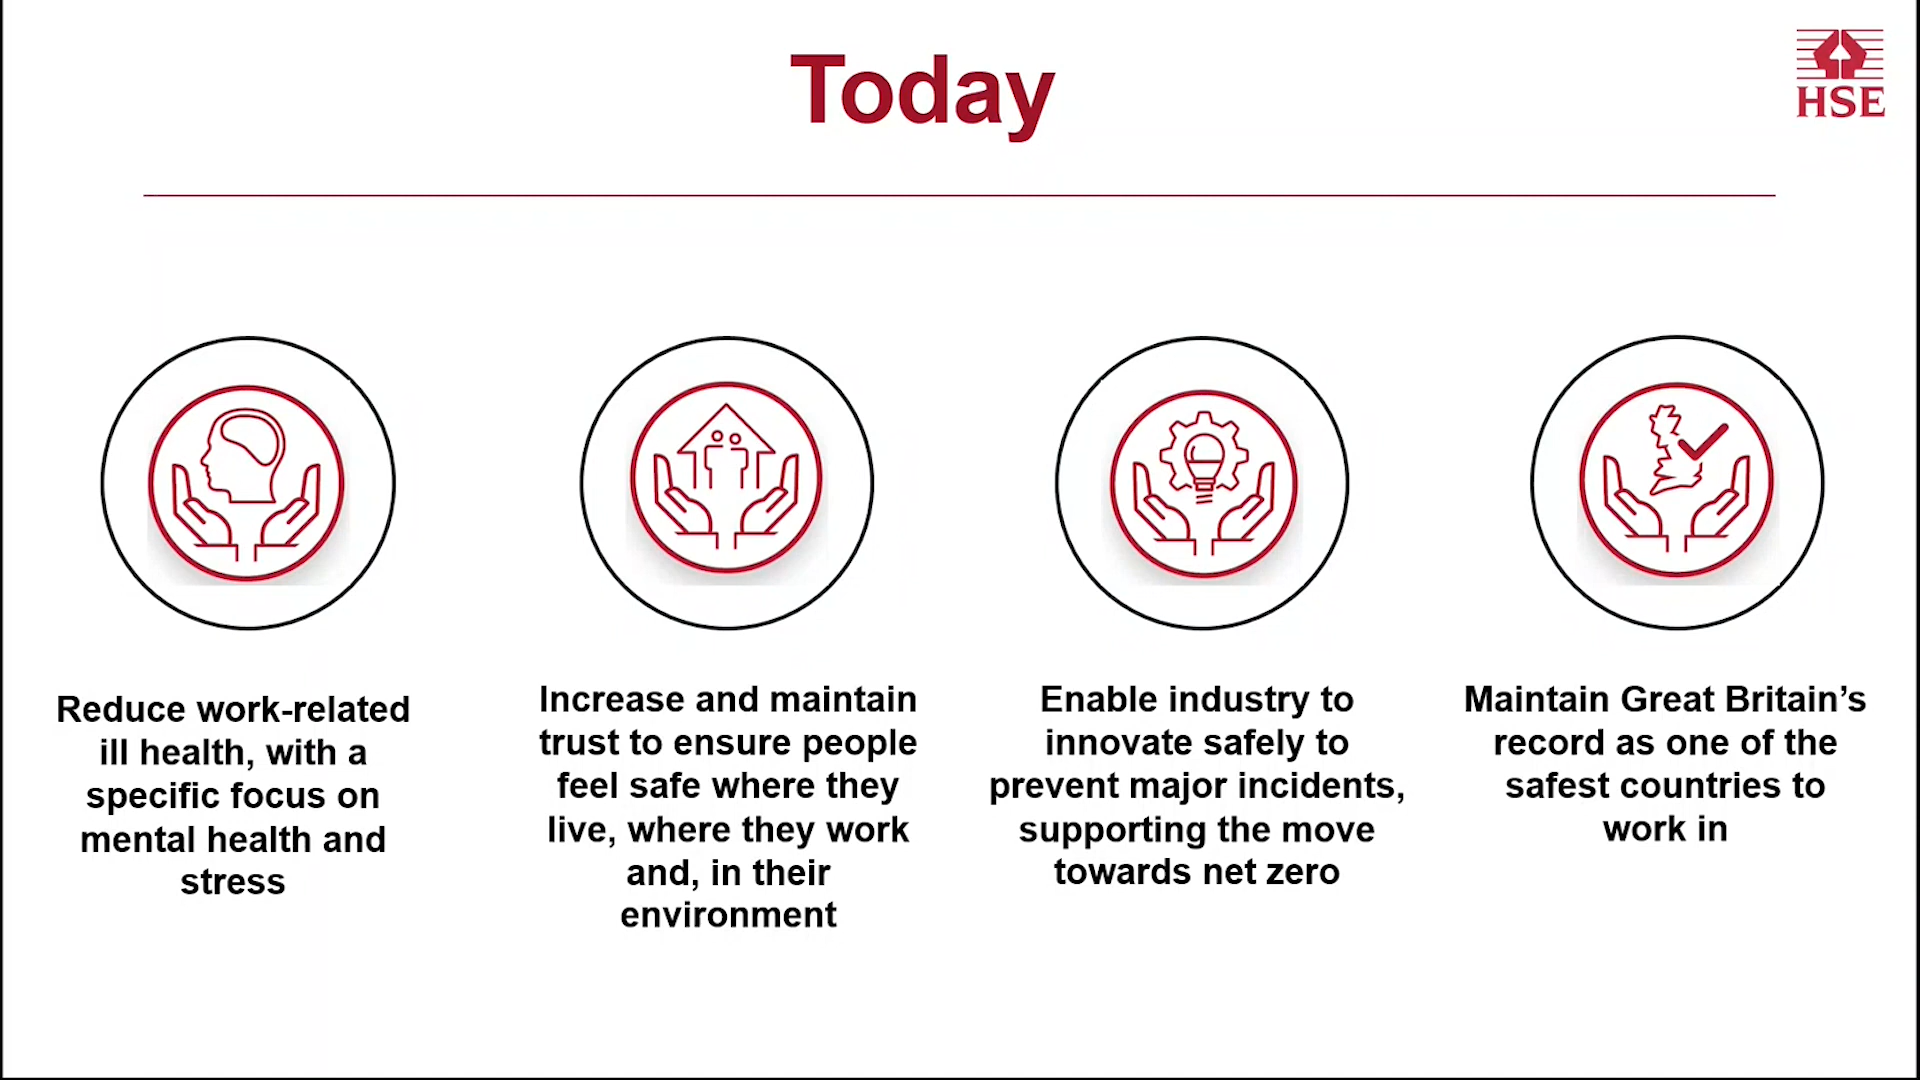 Today
HSE
Reduce work-related
ill health, with a
specific focus on
mental health and
stress
Increase and maintain
trust to ensure people
feel safe where they
live, where they work
and, in their
environment
Enable industry to
innovate safely to
prevent major incidents,
supporting the move
towards net zero
Maintain Great Britain’s
record as one of the
safest countries to
work in